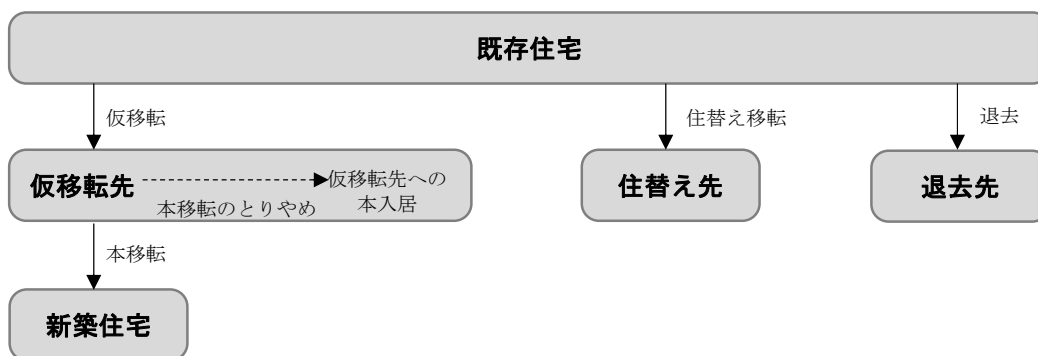 既存住宅
仮移転
住替え移転
退去
仮移転先
仮移転先への
本入居
本移転のとりやめ
住替え先
退去先
本移転
新築住宅